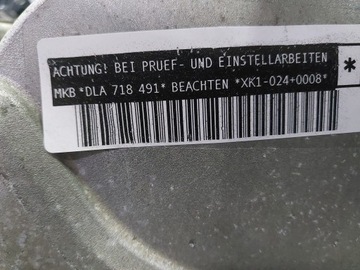 ACHTUNG! BEI PRUEF- UND EINSTELLARBEITEN
MKB *DLA 718 491* BEACHTEN *XK1-024+0008*
*
*